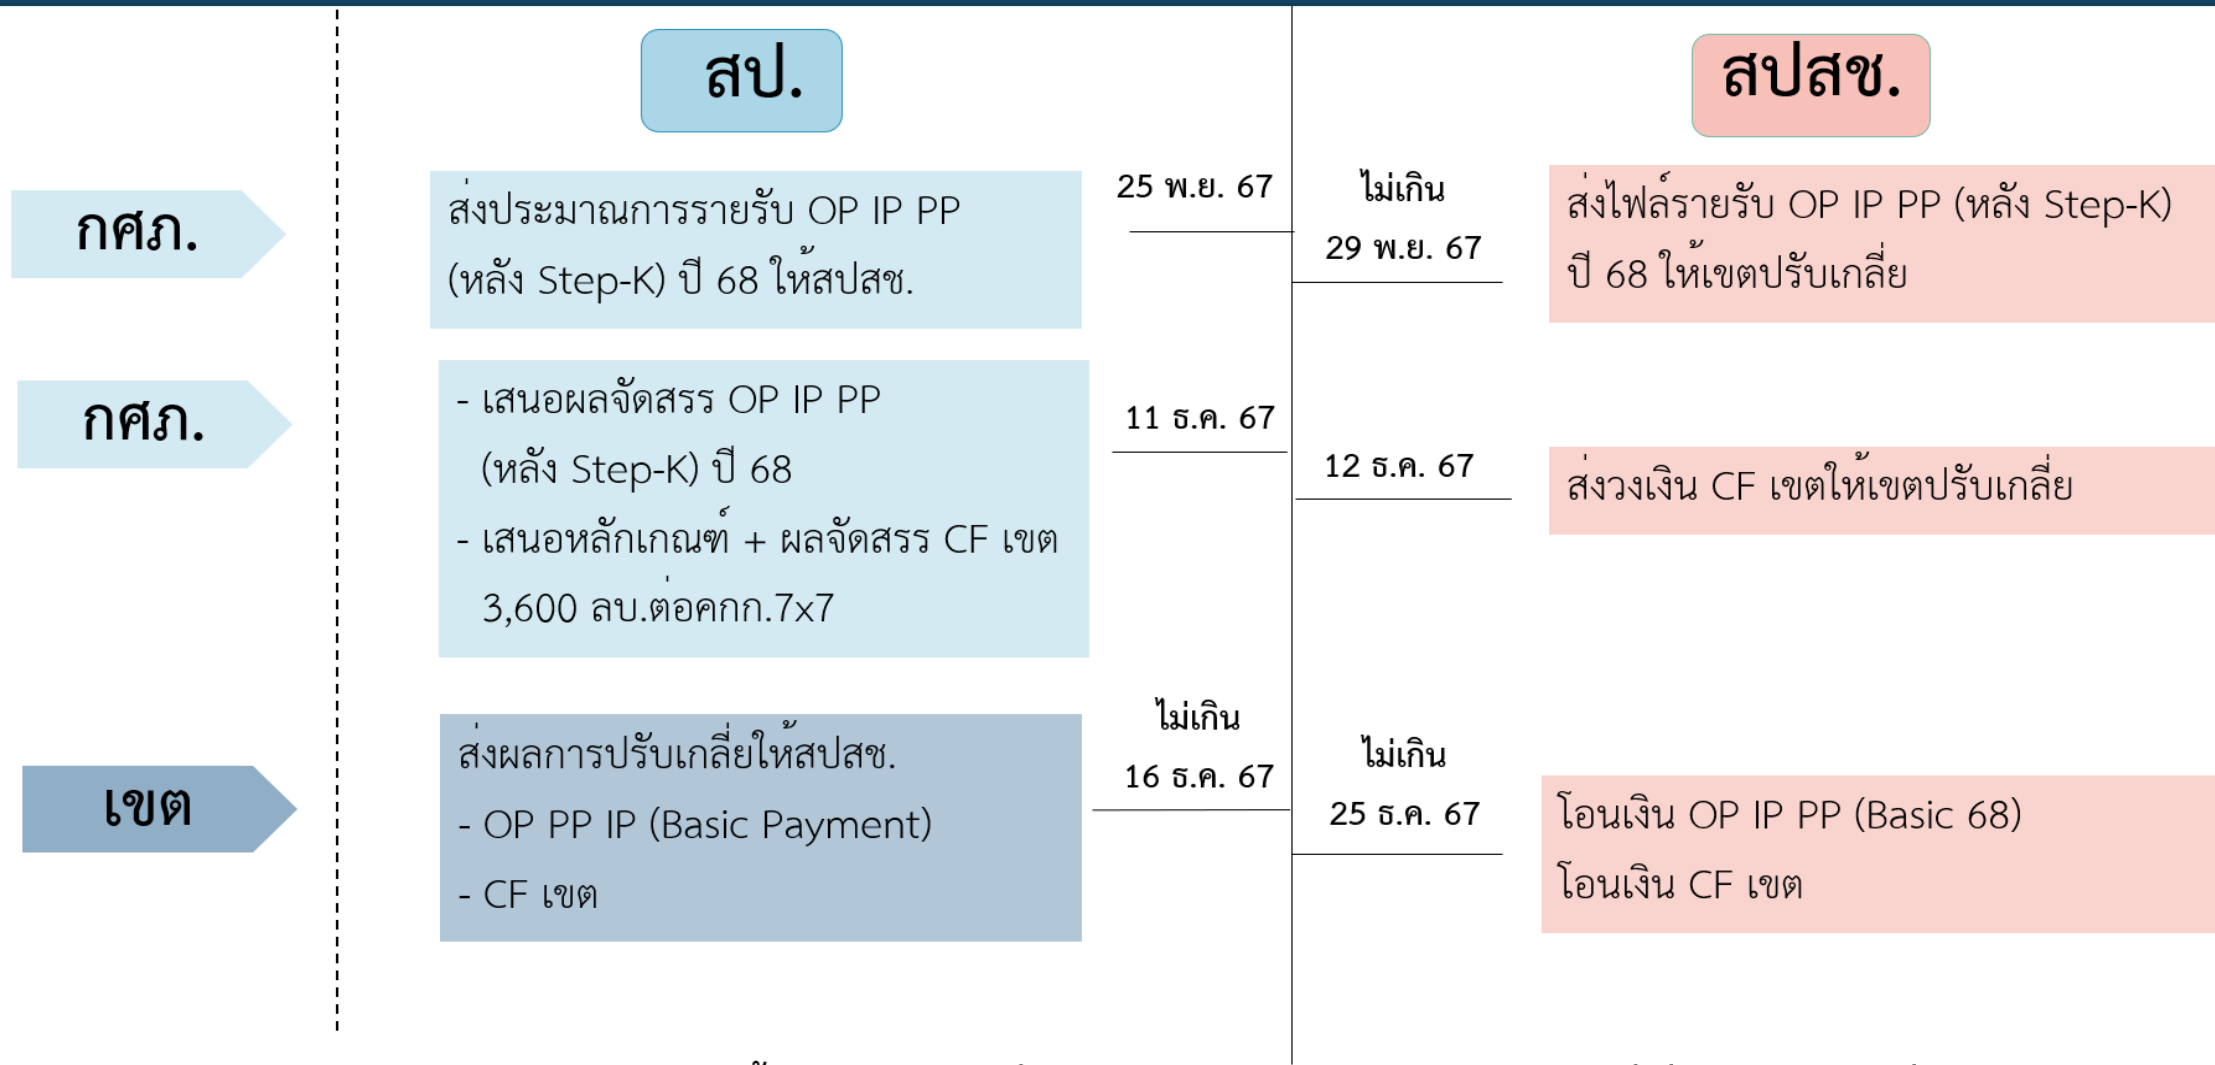 สป.
สปสช.
กศภ.
ส่งประมาณการรายรับ OP IP PP
(หลัง Step-K) ปี 68 ให้สปสช.
25 พ.ย. 67
ไม่เกิน
29 พ.ย. 67
ส่งไฟล์รายรับ OP IP PP (หลัง Step-K)
ปี 68 ให้เขตปรับเกลี่ย
กศภ.
- เสนอผลจัดสรร OP IP PP
(หลัง Step-K) ปี 68
- เสนอหลักเกณฑ์ + ผลจัดสรร CF เขต
3,600 ลบ.ต่อคกก.7x7
11 ธ.ค. 67
12 ธ.ค. 67
ส่งวงเงิน CF เขตให้เขตปรับเกลี่ย
เขต
ส่งผลการปรับเกลี่ยให้สปสช.
- OP PP IP (Basic Payment)
- CF เขต
ไม่เกิน
16 ธ.ค. 67
ไม่เกิน
25 ธ.ค. 67
โอนเงิน OP IP PP (Basic 68)
โอนเงิน CF เขต